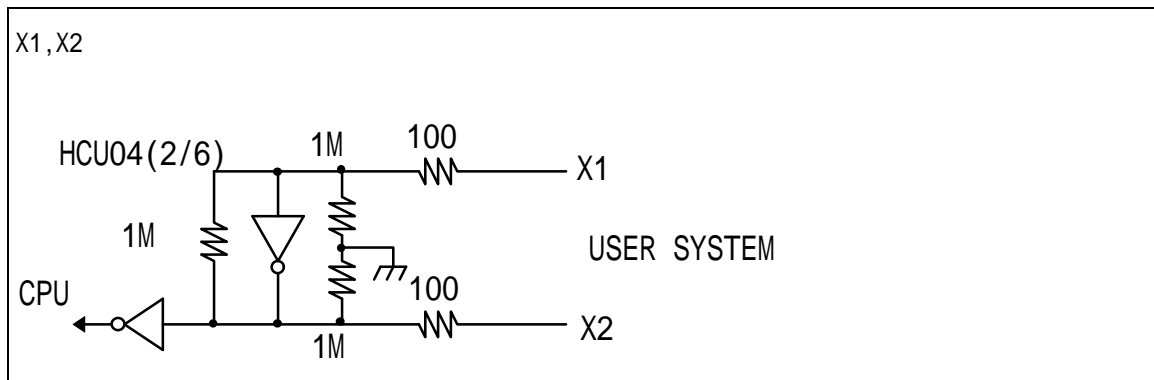 X1,X2
100
1M
HCU04(2/6)
X1
1M
USER SYSTEM
CPU
100
X2
1M